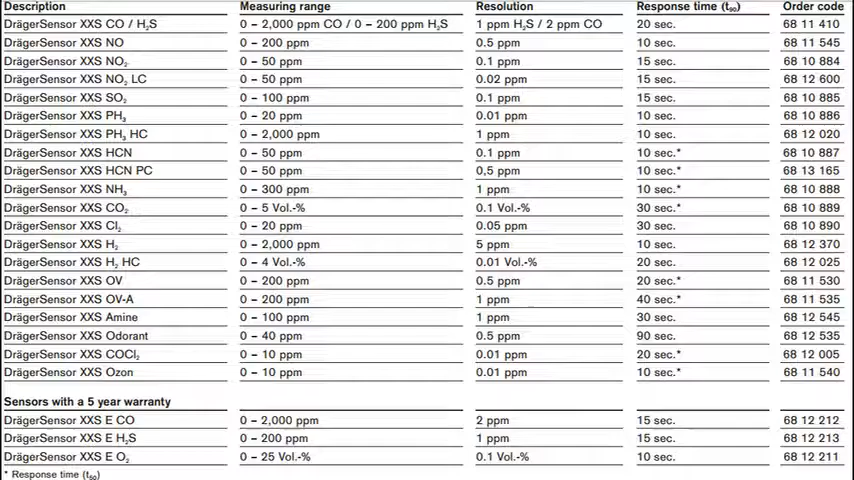 Description Measuring range Resolution Response time (t₉₀) Order code
DrägerSensor XXS CO / H₂S 0 – 2,000 ppm CO / 0 – 200 ppm H₂S 1 ppm H₂S / 2 ppm CO 20 sec. 68 11 410
DrägerSensor XXS NO 0 – 200 ppm 0.5 ppm 10 sec. 68 11 545
DrägerSensor XXS NO₂ 0 – 50 ppm 0.1 ppm 15 sec. 68 10 884
DrägerSensor XXS NO₂ LC 0 – 50 ppm 0.02 ppm 15 sec. 68 12 600
DrägerSensor XXS SO₂ 0 – 100 ppm 0.1 ppm 15 sec. 68 10 885
DrägerSensor XXS PH₃ 0 – 20 ppm 0.01 ppm 10 sec. 68 10 886
DrägerSensor XXS PH₃ HC 0 – 2,000 ppm 1 ppm 10 sec. 68 12 020
DrägerSensor XXS HCN 0 – 50 ppm 0.1 ppm 10 sec.* 68 10 887
DrägerSensor XXS HCN PC 0 – 50 ppm 0,5 ppm 10 sec.* 68 13 165
DrägerSensor XXS NH₃ 0 – 300 ppm 1 ppm 10 sec.* 68 10 888
DrägerSensor XXS CO₂ 0 – 5 Vol.-% 0.1 Vol.-% 30 sec.* 68 10 889
DrägerSensor XXS Cl₂ 0 – 20 ppm 0.05 ppm 30 sec. 68 10 890
DrägerSensor XXS H₂ 0 – 2,000 ppm 5 ppm 10 sec. 68 12 370
DrägerSensor XXS H₂ HC 0 – 4 Vol.-% 0.01 Vol.-% 20 sec. 68 12 025
DrägerSensor XXS OV 0 – 200 ppm 0.5 ppm 20 sec.* 68 11 530
DrägerSensor XXS OV-A 0 – 200 ppm 1 ppm 40 sec.* 68 11 535
DrägerSensor XXS Amine 0 – 100 ppm 1 ppm 30 sec. 68 12 545
DrägerSensor XXS Odorant 0 – 40 ppm 0.5 ppm 90 sec. 68 12 535
DrägerSensor XXS COCl₂ 0 – 10 ppm 0.01 ppm 20 sec.* 68 12 005
DrägerSensor XXS Ozon 0 – 10 ppm 0.01 ppm 10 sec.* 68 11 540
Sensors with a 5 year warranty
DrägerSensor XXS E CO 0 – 2,000 ppm 2 ppm 15 sec. 68 12 212
DrägerSensor XXS E H₂S 0 – 200 ppm 1 ppm 15 sec. 68 12 213
DrägerSensor XXS E O₂ 0 – 25 Vol.-% 0.1 Vol.-% 10 sec. 68 12 211
* Response time (t₅₀)